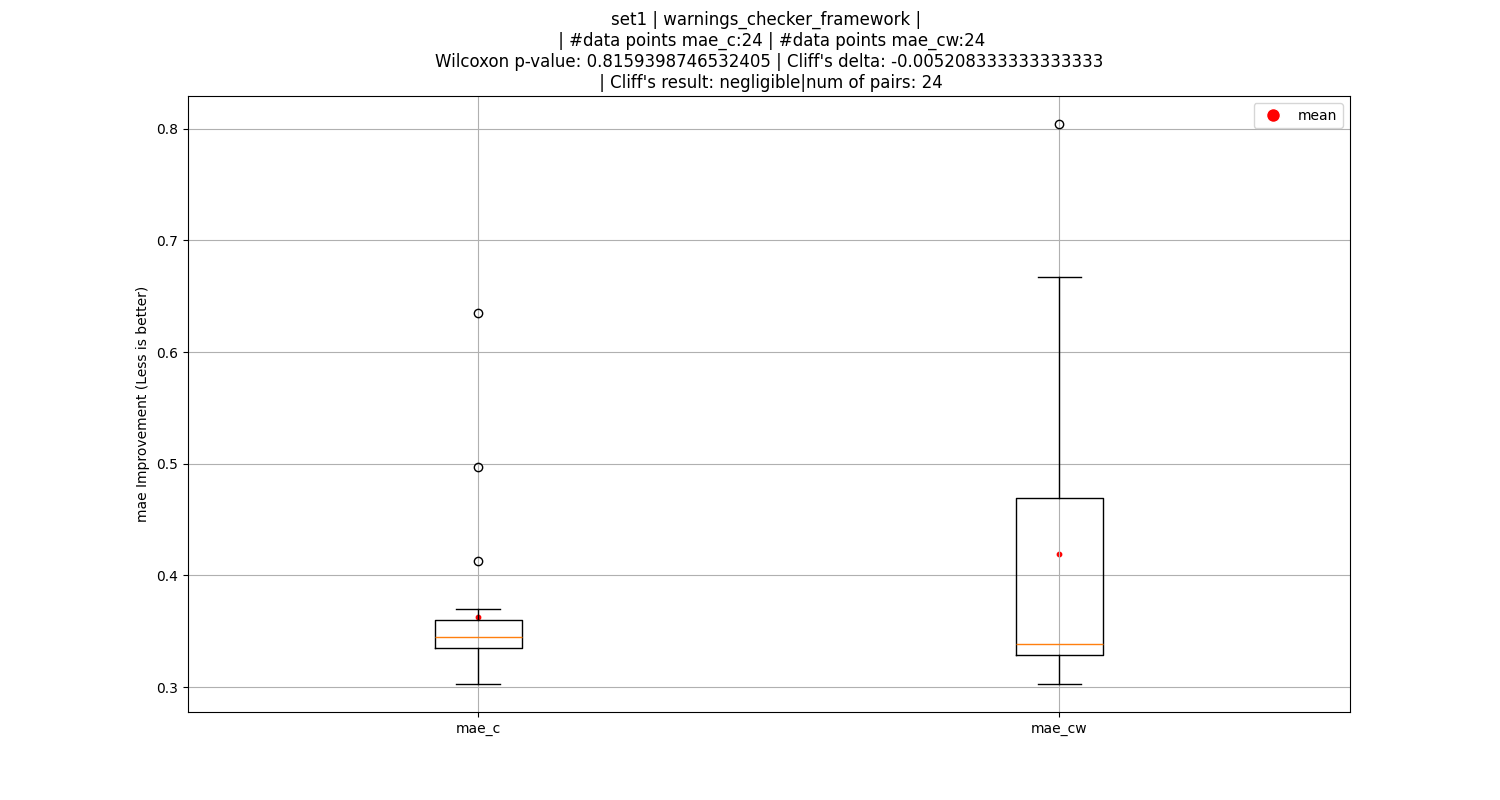 set1 | warnings_checker_framework |
| #data points mae_c:24 | #data points mae_cw:24
Wilcoxon p-value: 0.8159398746532405 | Cliff's delta: -0.005208333333333333
| Cliff's result: negligible|num of pairs: 24
mean
0.8
0.7
0.6
0.5
0.4
0.3
mae Improvement (Less is better)
mae_c
mae_cw